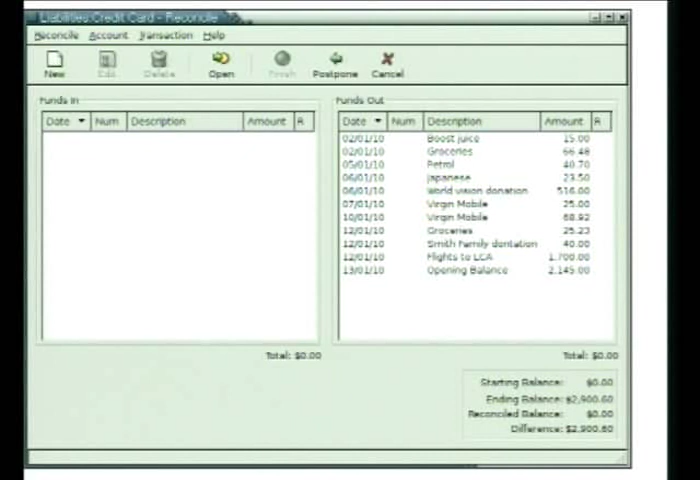 Liabilities:Credit Card - Reconcile
Reconcile Account Transaction Help
New Edit Delete Open Finish Postpone Cancel
Funds In
Date Num Description Amount R
Total: $0.00
Funds Out
Date Num Description Amount R
02/01/10 Boost juice 15.00
02/01/10 Groceries 66.48
05/01/10 Petrol 40.70
06/01/10 Japanese 23.50
06/01/10 World vision donation 516.00
07/01/10 Virgin Mobile 25.00
10/01/10 Virgin Mobile 68.92
12/01/10 Groceries 25.23
12/01/10 Smith Family dontation 40.00
12/01/10 Flights to LCA 1,700.00
13/01/10 Opening Balance 2,145.00
Total: $0.00
Starting Balance: $0.00
Ending Balance: $2,900.60
Reconciled Balance: $0.00
Difference: $2,900.60